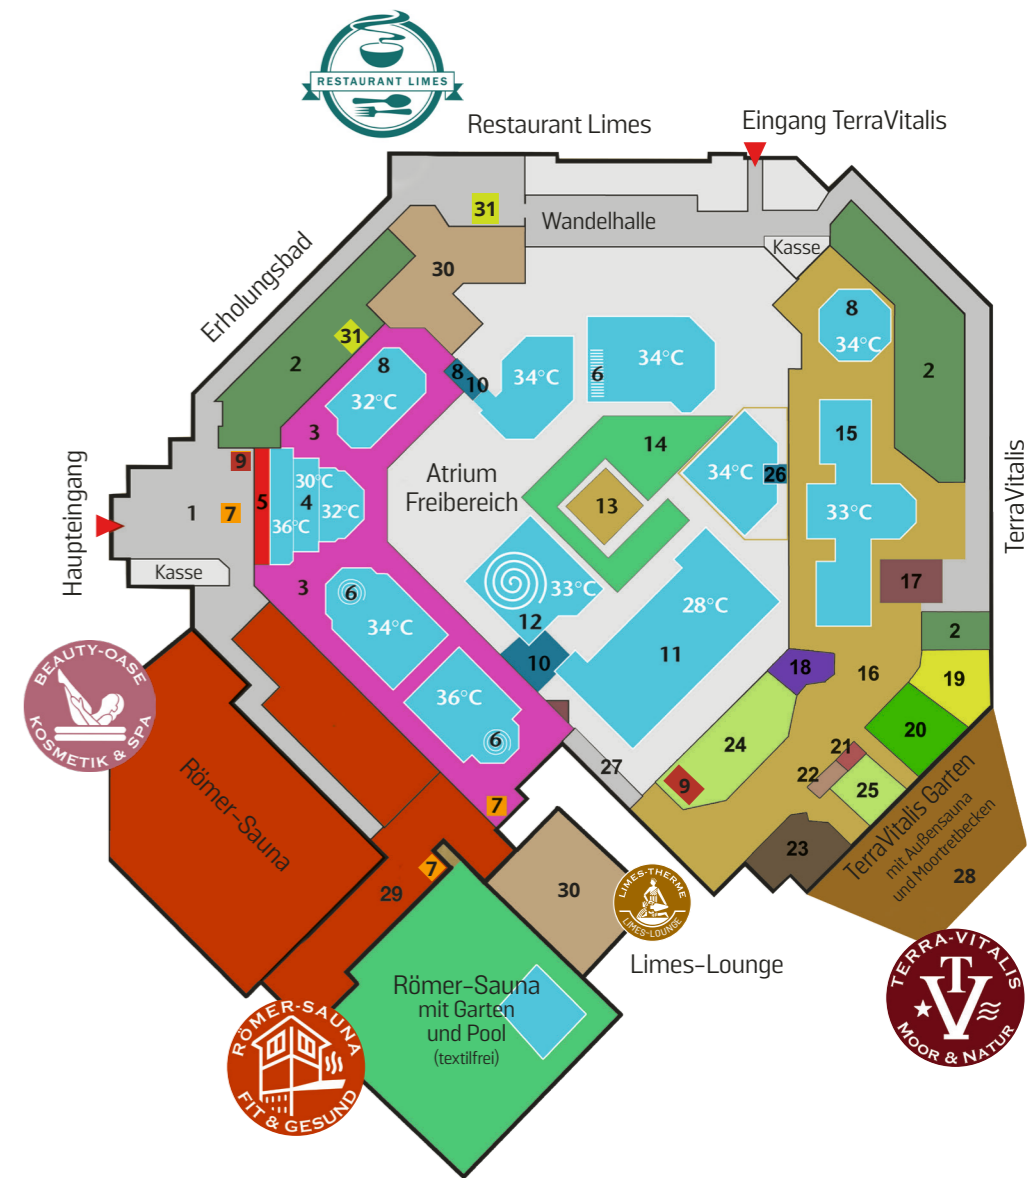 RESTAURANT LIMES
Restaurant Limes
Eingang TerraVitalis
31
Wandelhalle
Kasse
Erholungsbad
30
31
2
8
34°C
8
32°C
8
10
34°C
6
34°C
2
3
14
15
Atrium
Freibereich
34°C
26
9
30°C
5
4
32°C
36°C
7
1
13
33°C
Haupteingang
TerraVitalis
Kasse
3
6
34°C
33°C
12
28°C
17
2
10
11
18
16
19
BEAUTY-OASE
KOSMETIK & SPA
36°C
6
24
20
21
27
22
9
25
7
Römer-Sauna
23
TerraVitalis Garten
mit Außensauna
und Moortretbecken
28
7
29
30
LIMES-THERME
LIMES-LOUNGE
Limes-Lounge
Römer-Sauna
mit Garten
und Pool
(textilfrei)
TERRA-VITALIS
TV
MOOR & NATUR
RÖMER-SAUNA
FIT & GESUND